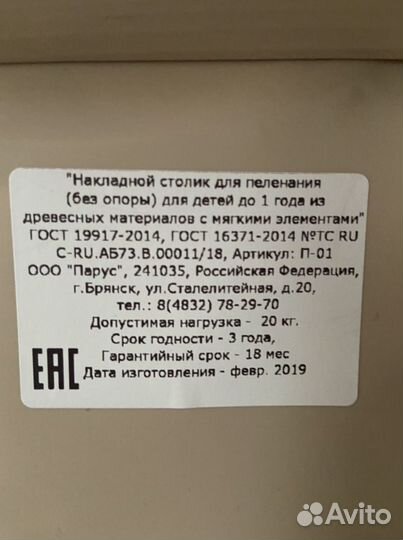 "Накладной столик для пеленания
(без опоры) для детей до 1 года из
древесных материалов с мягкими элементами"
ГОСТ 19917-2014, ГОСТ 16371-2014 №ТС RU
С-RU.АБ73.В.00011/18, Артикул: П-01
ООО "Парус", 241035, Российская Федерация,
г.Брянск, ул.Сталелитейная, д.20,
тел.: 8(4832) 78-29-70
Допустимая нагрузка - 20 кг.
Срок годности - 3 года,
Гарантийный срок - 18 мес
Дата изготовления - февр. 2019
ЕАС
Avito